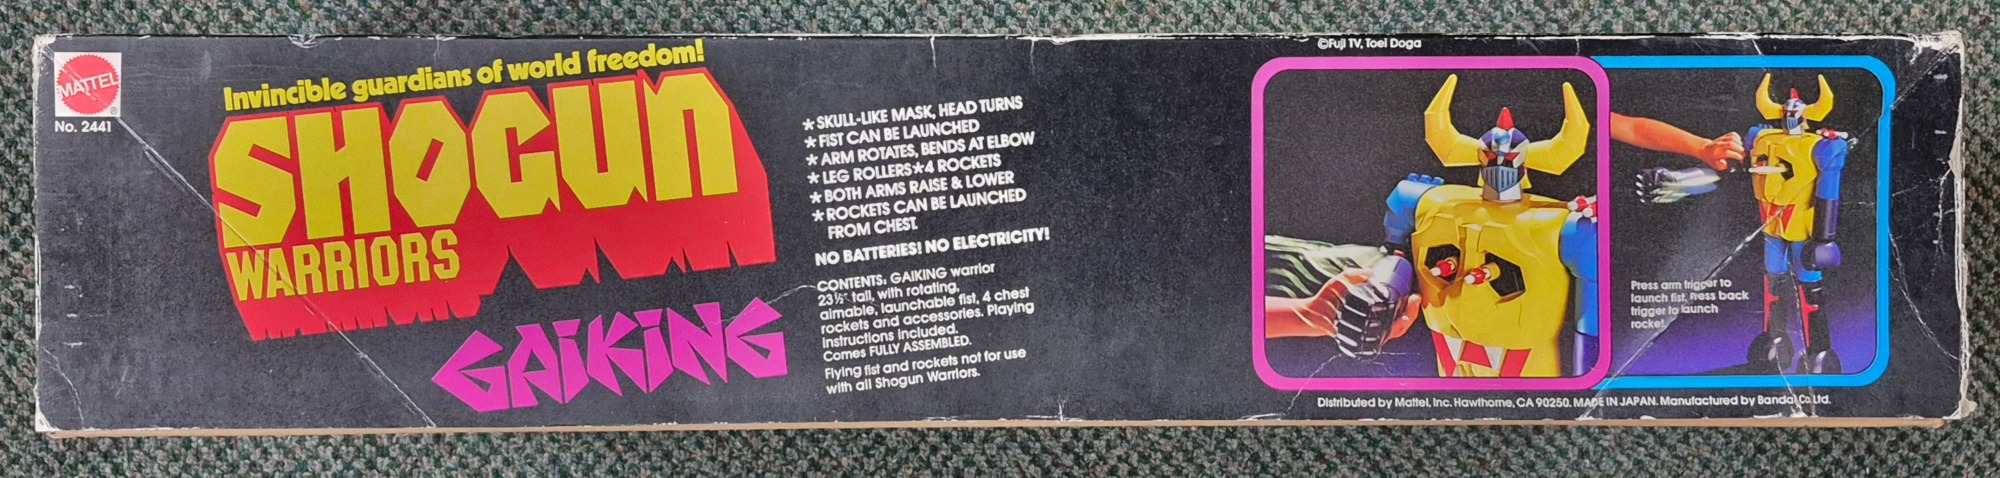 MATTEL
®
No. 2441
Invincible guardians of world freedom!
SHOGUN
WARRIORS
GAIKING
* SKULL-LIKE MASK, HEAD TURNS
* FIST CAN BE LAUNCHED
* ARM ROTATES, BENDS AT ELBOW
* LEG ROLLERS * 4 ROCKETS
* BOTH ARMS RAISE & LOWER
* ROCKETS CAN BE LAUNCHED
FROM CHEST.
NO BATTERIES! NO ELECTRICITY!
CONTENTS: GAIKING warrior
23½" tall, with rotating,
aimable, launchable fist, 4 chest
rockets and accessories. Playing
instructions included.
Comes FULLY ASSEMBLED.
Flying fist and rockets not for use
with all Shogun Warriors.
©Fuji TV, Toei Doga
Press arm trigger to
launch fist, press back
trigger to launch
rocket.
Distributed by Mattel, Inc. Hawthorne, CA 90250. MADE IN JAPAN. Manufactured by Bandai Co. Ltd.